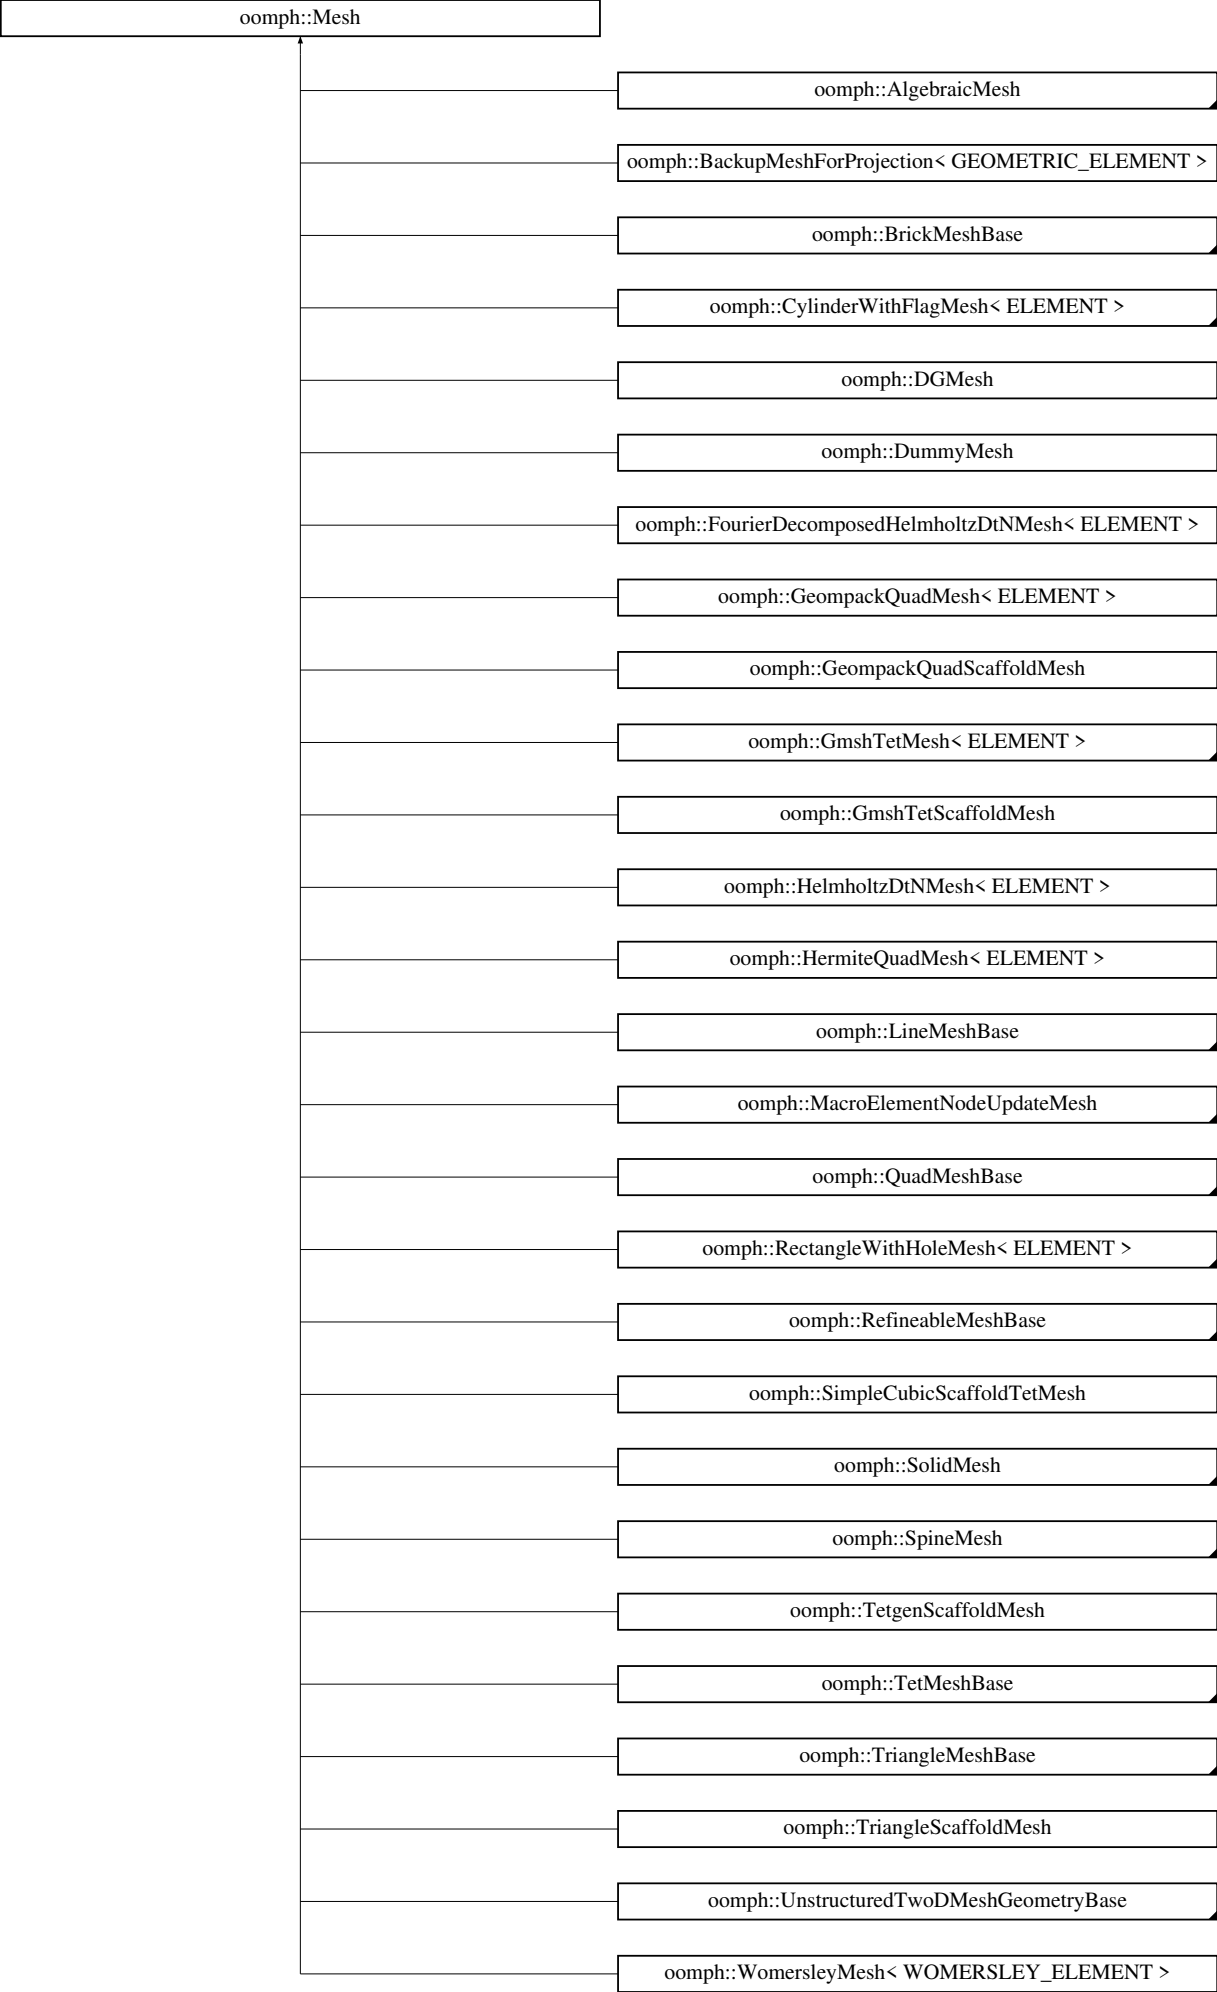 oomph::Mesh
oomph::AlgebraicMesh
oomph::BackupMeshForProjection< GEOMETRIC_ELEMENT >
oomph::BrickMeshBase
oomph::CylinderWithFlagMesh< ELEMENT >
oomph::DGMesh
oomph::DummyMesh
oomph::FourierDecomposedHelmholtzDtNMesh< ELEMENT >
oomph::GeompackQuadMesh< ELEMENT >
oomph::GeompackQuadScaffoldMesh
oomph::GmshTetMesh< ELEMENT >
oomph::GmshTetScaffoldMesh
oomph::HelmholtzDtNMesh< ELEMENT >
oomph::HermiteQuadMesh< ELEMENT >
oomph::LineMeshBase
oomph::MacroElementNodeUpdateMesh
oomph::QuadMeshBase
oomph::RectangleWithHoleMesh< ELEMENT >
oomph::RefineableMeshBase
oomph::SimpleCubicScaffoldTetMesh
oomph::SolidMesh
oomph::SpineMesh
oomph::TetgenScaffoldMesh
oomph::TetMeshBase
oomph::TriangleMeshBase
oomph::TriangleScaffoldMesh
oomph::UnstructuredTwoDMeshGeometryBase
oomph::WomersleyMesh< WOMERSLEY_ELEMENT >